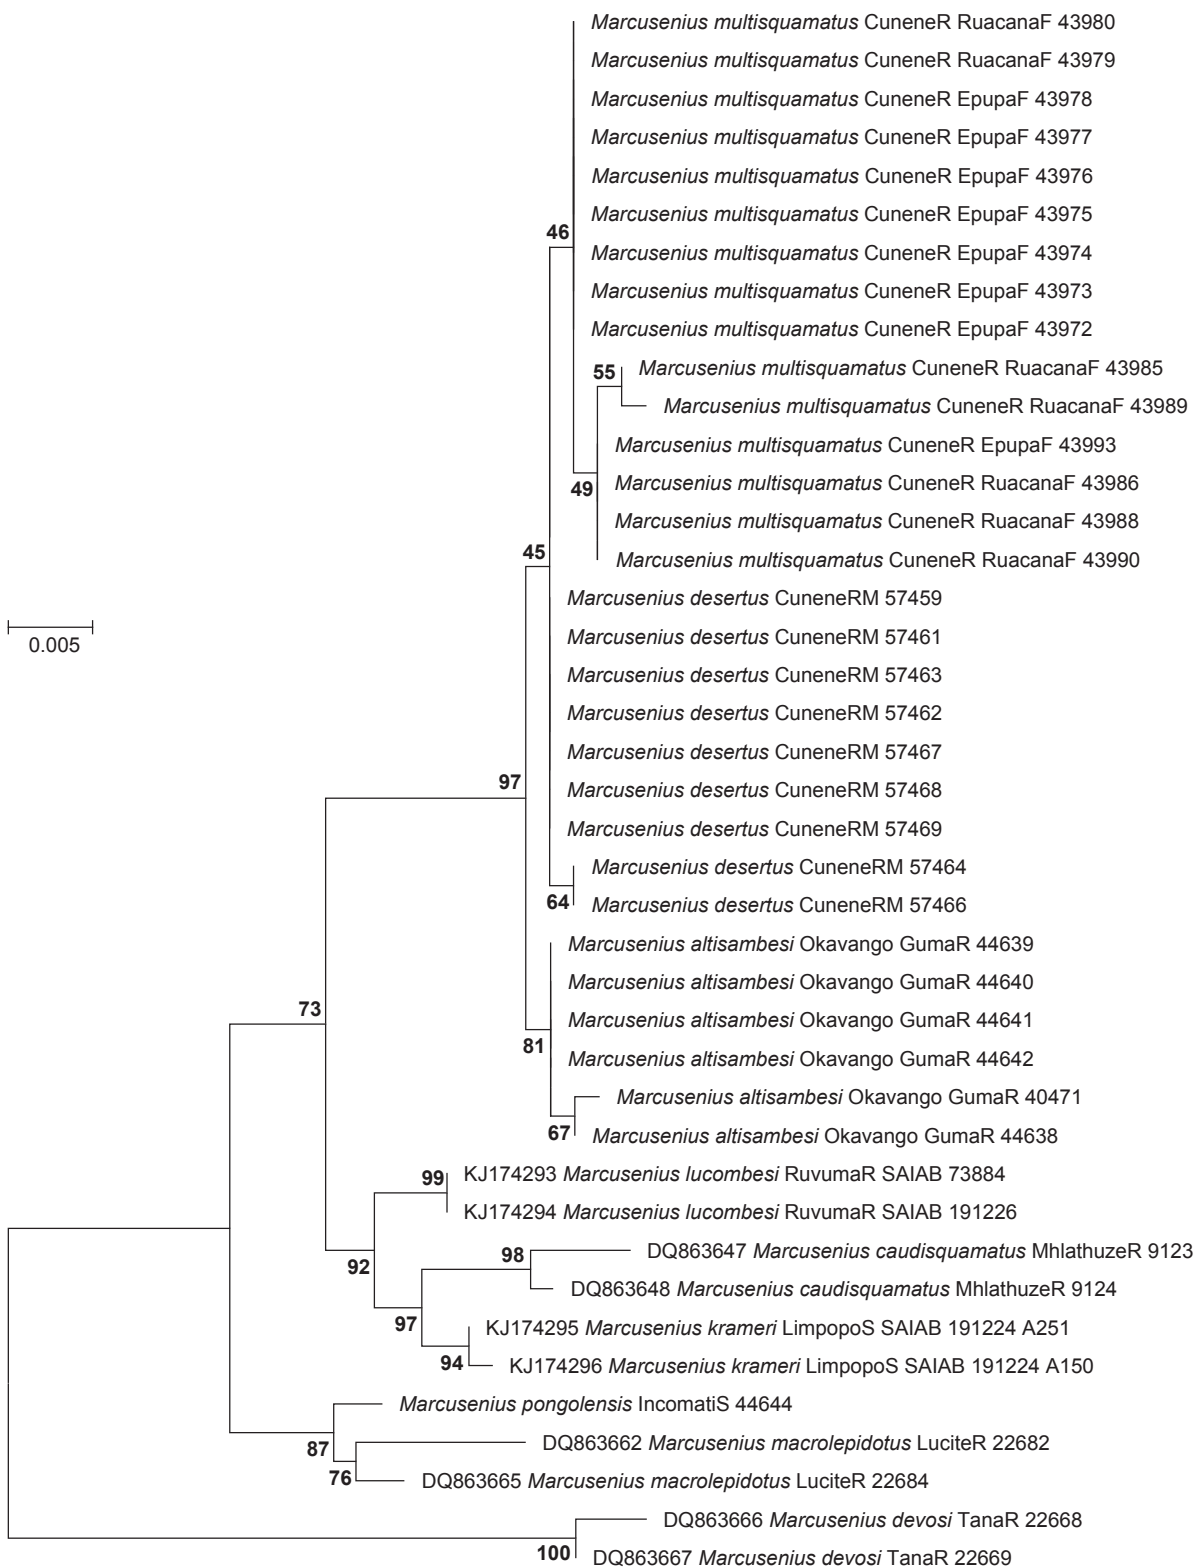 Marcusenius multisquamatus CuneneR RuacanaF 43980
Marcusenius multisquamatus CuneneR RuacanaF 43979
Marcusenius multisquamatus CuneneR EpupaF 43978
Marcusenius multisquamatus CuneneR EpupaF 43977
Marcusenius multisquamatus CuneneR EpupaF 43976
Marcusenius multisquamatus CuneneR EpupaF 43975
46
Marcusenius multisquamatus CuneneR EpupaF 43974
Marcusenius multisquamatus CuneneR EpupaF 43973
Marcusenius multisquamatus CuneneR EpupaF 43972
55
Marcusenius multisquamatus CuneneR RuacanaF 43985
Marcusenius multisquamatus CuneneR RuacanaF 43989
Marcusenius multisquamatus CuneneR EpupaF 43993
49
Marcusenius multisquamatus CuneneR RuacanaF 43986
Marcusenius multisquamatus CuneneR RuacanaF 43988
45
Marcusenius multisquamatus CuneneR RuacanaF 43990
Marcusenius desertus CuneneRM 57459
0.005
Marcusenius desertus CuneneRM 57461
Marcusenius desertus CuneneRM 57463
Marcusenius desertus CuneneRM 57462
Marcusenius desertus CuneneRM 57467
97
Marcusenius desertus CuneneRM 57468
Marcusenius desertus CuneneRM 57469
Marcusenius desertus CuneneRM 57464
64
Marcusenius desertus CuneneRM 57466
Marcusenius altisambesi Okavango GumaR 44639
Marcusenius altisambesi Okavango GumaR 44640
73
Marcusenius altisambesi Okavango GumaR 44641
81
Marcusenius altisambesi Okavango GumaR 44642
Marcusenius altisambesi Okavango GumaR 40471
67
Marcusenius altisambesi Okavango GumaR 44638
99
KJ174293 Marcusenius lucombesi RuvumaR SAIAB 73884
KJ174294 Marcusenius lucombesi RuvumaR SAIAB 191226
98
DQ863647 Marcusenius caudisquamatus MhlathuzeR 9123
92
DQ863648 Marcusenius caudisquamatus MhlathuzeR 9124
97
KJ174295 Marcusenius krameri LimpopoS SAIAB 191224 A251
94
KJ174296 Marcusenius krameri LimpopoS SAIAB 191224 A150
Marcusenius pongolensis IncomatiS 44644
87
DQ863662 Marcusenius macrolepidotus LuciteR 22682
76
DQ863665 Marcusenius macrolepidotus LuciteR 22684
DQ863666 Marcusenius devosi TanaR 22668
100
DQ863667 Marcusenius devosi TanaR 22669